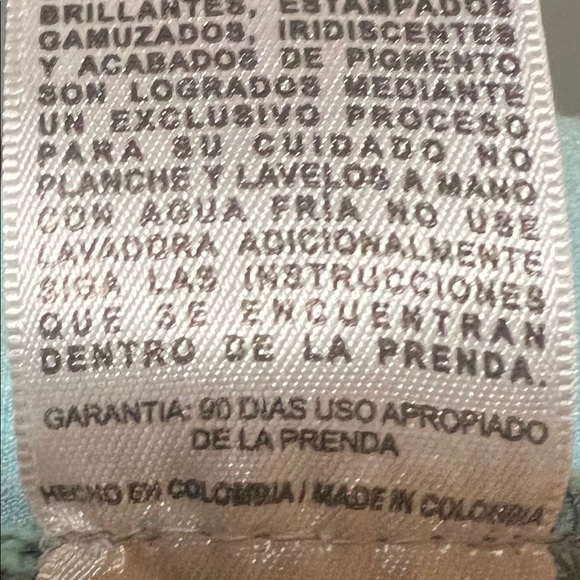 BRILLANTES, ESTAMPADOS
GAMUZADOS, IRIDISCENTES
Y ACABADOS DE PIGMENTO
SON LOGRADOS MEDIANTE
UN EXCLUSIVO PROCESO
PARA SU CUIDADO NO
PLANCHE Y LAVELOS A MANO
CON AGUA FRÍA NO USE
LAVADORA ADICIONALMENTE
SIGA LAS INSTRUCCIONES
QUE SE ENCUENTRAN
DENTRO DE LA PRENDA.
GARANTIA: 90 DIAS USO APROPIADO
DE LA PRENDA
HECHO EN COLOMBIA / MADE IN COLOMBIA